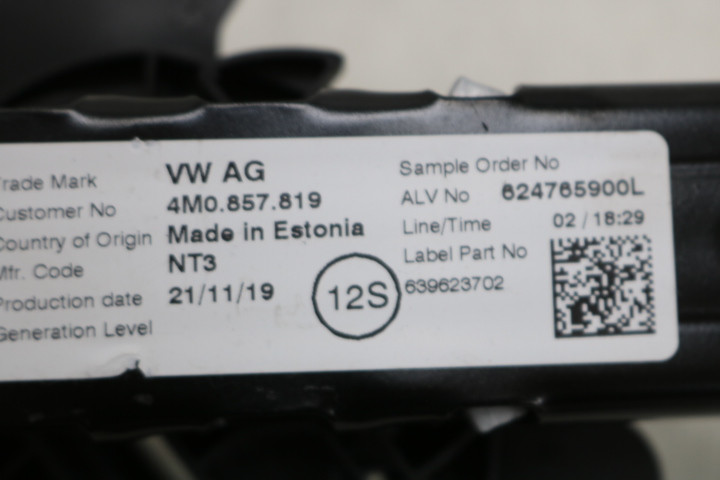 Trade Mark VW AG
Customer No 4M0.857.819
Country of Origin Made in Estonia
Mfr. Code NT3
Production date 21/11/19
Generation Level
12S
Sample Order No
ALV No 624765900L
Line/Time 02 / 18:29
Label Part No
639623702